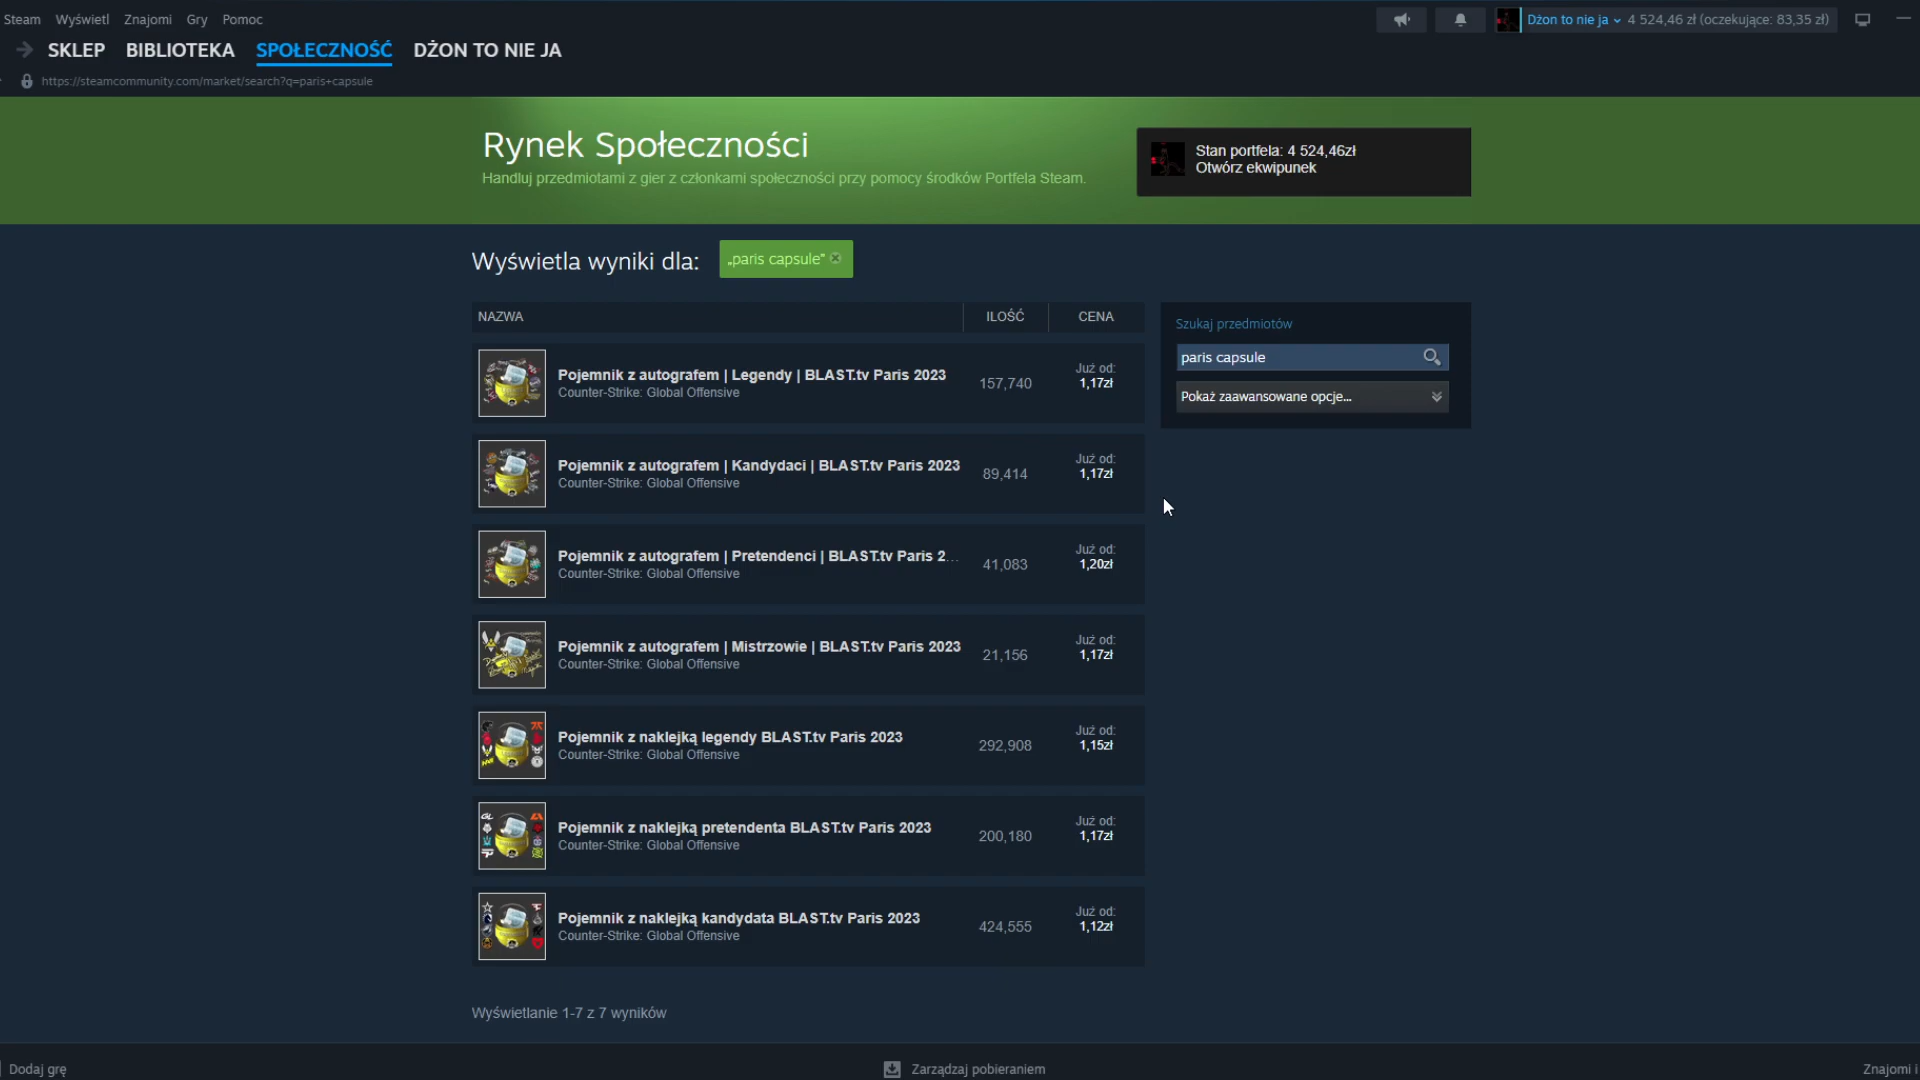 Steam Wyświetl Znajomi Gry Pomoc
Dżon to nie ja 4 524,46 zł (oczekujące: 83,35 zł)
SKLEP BIBLIOTEKA SPOŁECZNOŚĆ DŻON TO NIE JA
https://steamcommunity.com/market/search?q=paris+capsule
Rynek Społeczności
Handluj przedmiotami z gier z członkami społeczności przy pomocy środków Portfela Steam.
Stan portfela: 4 524,46zł
Otwórz ekwipunek
Wyświetla wyniki dla: „paris capsule"
NAZWA ILOŚĆ CENA
Pojemnik z autografem | Legendy | BLAST.tv Paris 2023
Counter-Strike: Global Offensive
157,740
Już od:
1,17zł
Pojemnik z autografem | Kandydaci | BLAST.tv Paris 2023
Counter-Strike: Global Offensive
89,414
Już od:
1,17zł
Pojemnik z autografem | Pretendenci | BLAST.tv Paris 2...
Counter-Strike: Global Offensive
41,083
Już od:
1,20zł
Pojemnik z autografem | Mistrzowie | BLAST.tv Paris 2023
Counter-Strike: Global Offensive
21,156
Już od:
1,17zł
Pojemnik z naklejką legendy BLAST.tv Paris 2023
Counter-Strike: Global Offensive
292,908
Już od:
1,15zł
Pojemnik z naklejką pretendenta BLAST.tv Paris 2023
Counter-Strike: Global Offensive
200,180
Już od:
1,17zł
Pojemnik z naklejką kandydata BLAST.tv Paris 2023
Counter-Strike: Global Offensive
424,555
Już od:
1,12zł
Szukaj przedmiotów
paris capsule
Pokaż zaawansowane opcje...
Wyświetlanie 1-7 z 7 wyników
Dodaj grę
Zarządzaj pobieraniem
Znajomi i